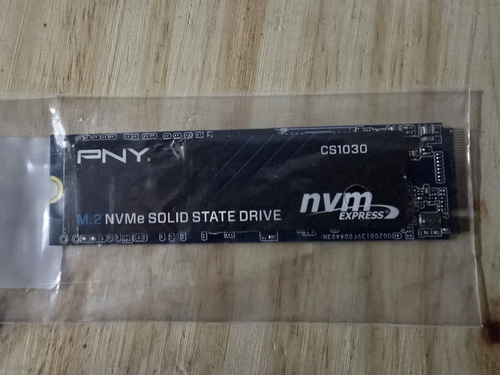 PNY.
CS1030
M.2 NVMe SOLID STATE DRIVE
nvm
EXPRESS